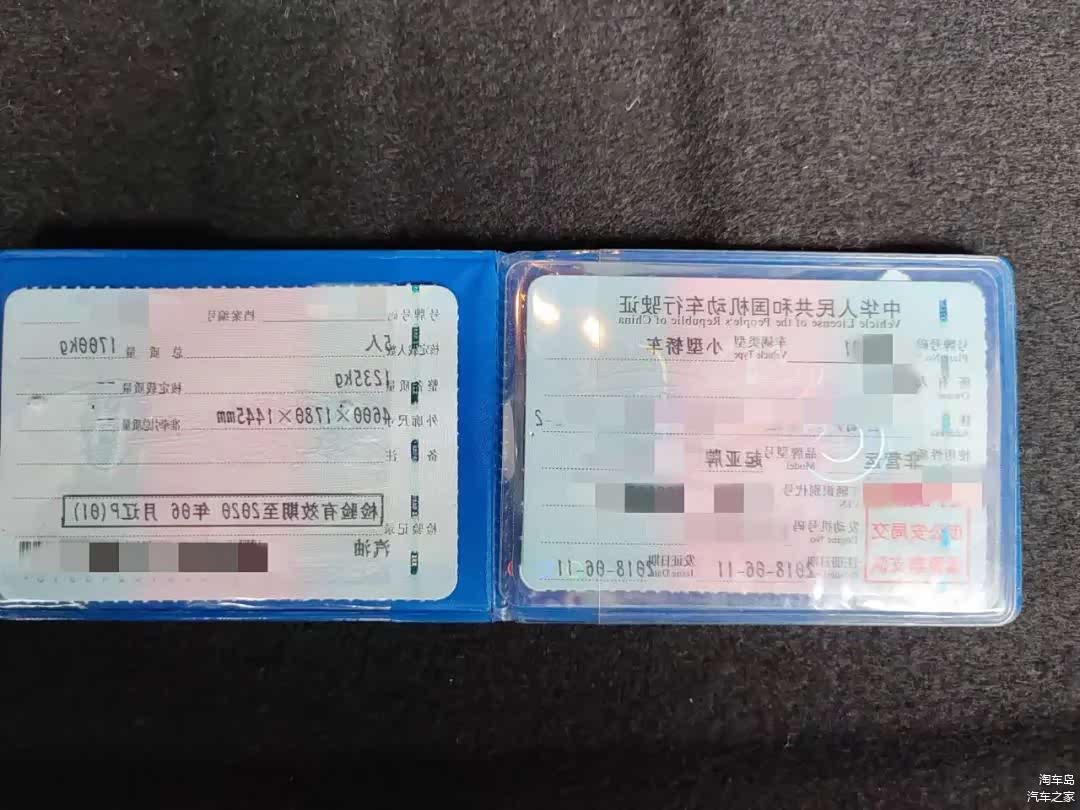 中华人民共和国机动车行驶证
Vehicle License of the People's Republic of China
号牌号码
Plate No.
车辆类型 小型轿车
Vehicle Type
所有人
Owner
住
使用性质 非营运
品牌型号 起亚牌
Model
车辆识别代号
VIN
发动机号码
Engine No.
注册日期 2018-06-11
发证日期 2018-06-11
Issue Date
公安局交
号牌号码
档案编号
核定载人数 5人
总质量 1700kg
整备质量 1235kg
核定载质量 --
外廓尺寸 4600×1780×1445mm
准牵引总质量 --
备注
检验记录
检验有效期至2020 年 06 月辽P(01)
汽油
淘车岛
汽车之家